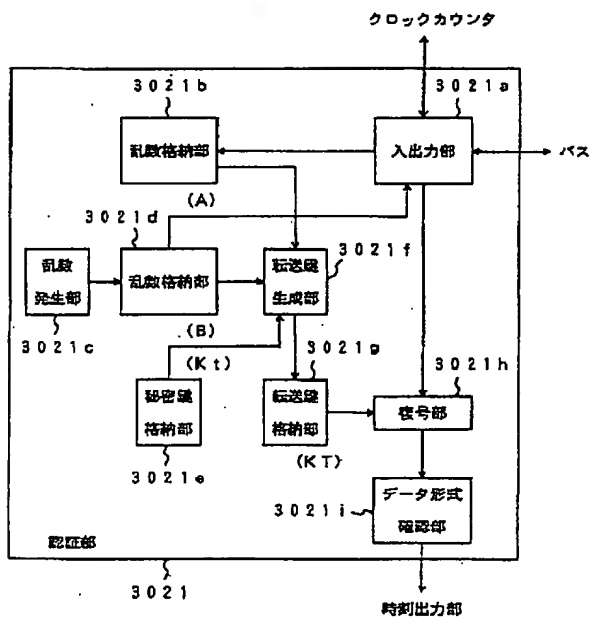 クロックカウンタ
3021b
3021a
乱数格納部
入出力部
バス
(A)
3021d
3021f
乱数
発生部
乱数格納部
転送鍵
生成部
3021c
(B)
(Kt)
3021g
3021h
秘密鍵
格納部
転送鍵
格納部
復号部
(KT)
3021e
データ形式
確認部
3021i
認証部
3021
時刻出力部